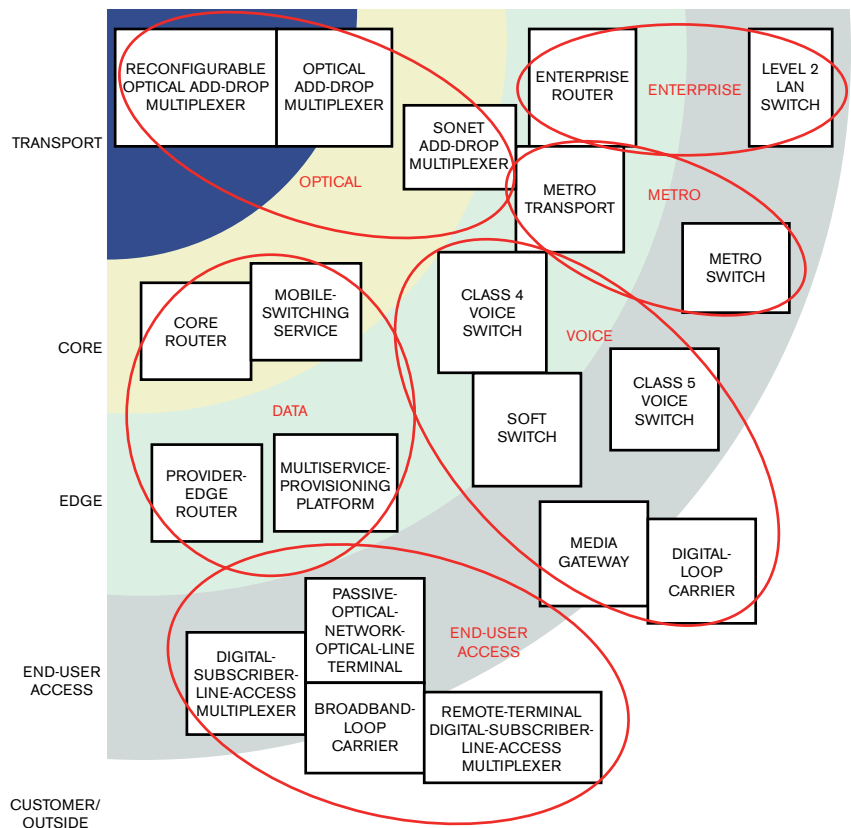 RECONFIGURABLE
OPTICAL ADD-DROP
MULTIPLEXER
OPTICAL
ADD-DROP
MULTIPLEXER
ENTERPRISE
ROUTER
ENTERPRISE
LEVEL 2
LAN
SWITCH
TRANSPORT
SONET
ADD-DROP
MULTIPLEXER
OPTICAL
METRO
TRANSPORT
METRO
METRO
SWITCH
CORE
ROUTER
MOBILE-
SWITCHING
SERVICE
CLASS 4
VOICE
SWITCH
VOICE
CORE
CLASS 5
VOICE
SWITCH
DATA
SOFT
SWITCH
EDGE
PROVIDER-
EDGE
ROUTER
MULTISERVICE-
PROVISIONING
PLATFORM
MEDIA
GATEWAY
DIGITAL-
LOOP
CARRIER
PASSIVE-
OPTICAL-
NETWORK-
OPTICAL-LINE
TERMINAL
END-USER
ACCESS
END-USER
ACCESS
DIGITAL-
SUBSCRIBER-
LINE-ACCESS
MULTIPLEXER
BROADBAND-
LOOP
CARRIER
REMOTE-TERMINAL
DIGITAL-SUBSCRIBER-
LINE-ACCESS
MULTIPLEXER
CUSTOMER/
OUTSIDE